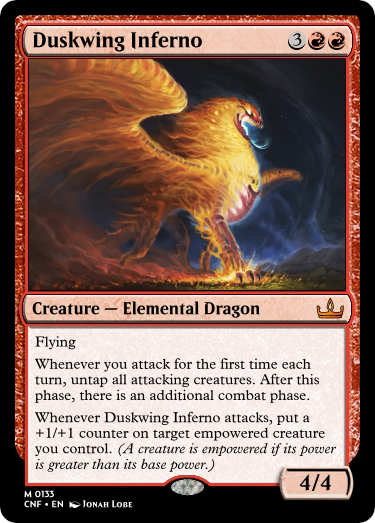 Duskwing Inferno 3
Creature — Elemental Dragon
Flying
Whenever you attack for the first time each
turn, untap all attacking creatures. After this
phase, there is an additional combat phase.
Whenever Duskwing Inferno attacks, put a
+1/+1 counter on target empowered creature
you control. (A creature is empowered if its power
is greater than its base power.)
4/4
M 0133
CNF • EN Jonah Lobe